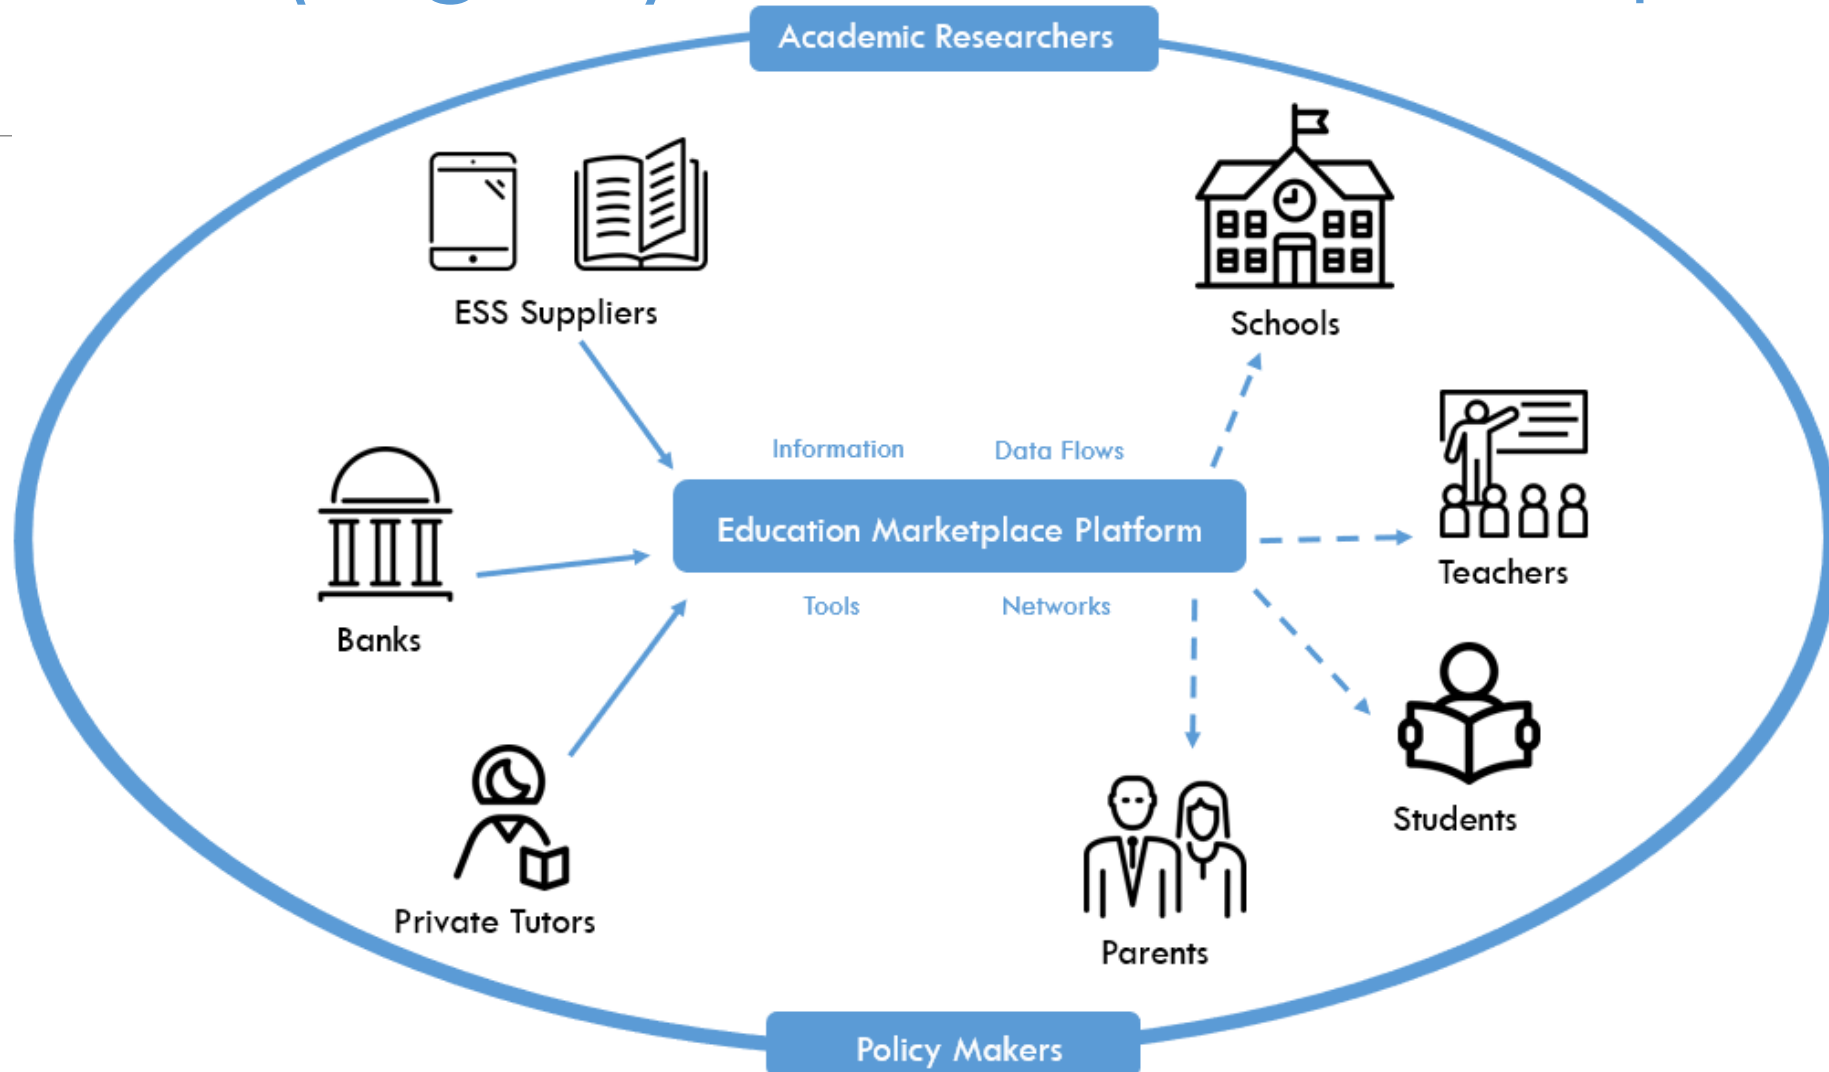 Academic Researchers
ESS Suppliers
Schools
Information
Data Flows
Education Marketplace Platform
Teachers
Tools
Networks
Banks
Students
Private Tutors
Parents
Policy Makers